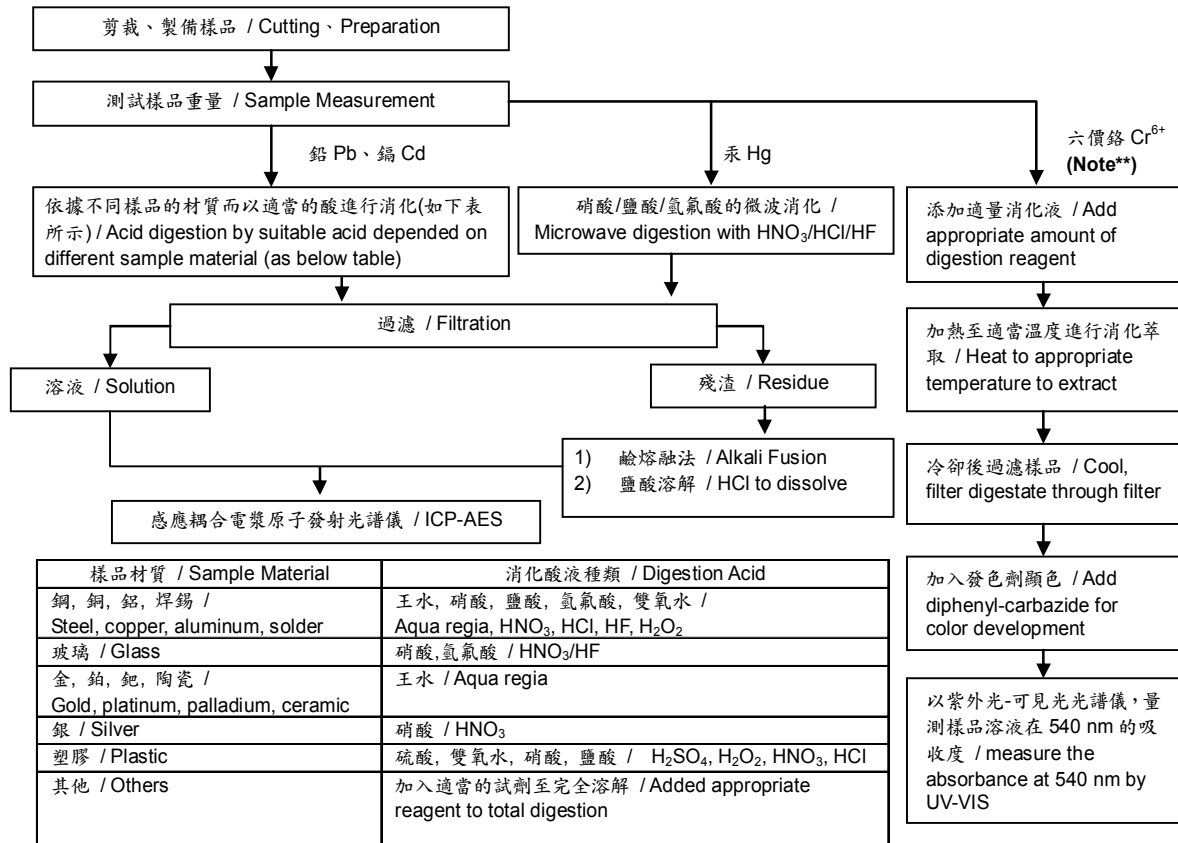 剪裁、製備樣品 / Cutting、Preparation
測試樣品重量 / Sample Measurement
鉛 Pb、鎘 Cd
汞 Hg
六價鉻 Cr6+
(Note**)
依據不同樣品的材質而以適當的酸進行消化(如下表
所示) / Acid digestion by suitable acid depended on
different sample material (as below table)
硝酸/鹽酸/氫氟酸的微波消化 /
Microwave digestion with HNO3/HCl/HF
添加適量消化液 / Add
appropriate amount of
digestion reagent
過濾 / Filtration
加熱至適當溫度進行消化萃
取 / Heat to appropriate
temperature to extract
溶液 / Solution
殘渣 / Residue
1) 鹼熔融法 / Alkali Fusion
2) 鹽酸溶解 / HCl to dissolve
冷卻後過濾樣品 / Cool,
filter digestate through filter
感應耦合電漿原子發射光譜儀 / ICP-AES
加入發色劑顯色 / Add
diphenyl-carbazide for
color development
以紫外光-可見光光譜儀，量
測樣品溶液在 540 nm 的吸
收度 / measure the
absorbance at 540 nm by
UV-VIS
樣品材質 / Sample Material
消化酸液種類 / Digestion Acid
鋼, 銅, 鋁, 焊錫 /
Steel, copper, aluminum, solder
王水, 硝酸, 鹽酸, 氫氟酸, 雙氧水 /
Aqua regia, HNO3, HCl, HF, H2O2
玻璃 / Glass
硝酸,氫氟酸 / HNO3/HF
金, 鉑, 鈀, 陶瓷 /
Gold, platinum, palladium, ceramic
王水 / Aqua regia
銀 / Silver
硝酸 / HNO3
塑膠 / Plastic
硫酸, 雙氧水, 硝酸, 鹽酸 / H2SO4, H2O2, HNO3, HCl
其他 / Others
加入適當的試劑至完全溶解 / Added appropriate
reagent to total digestion